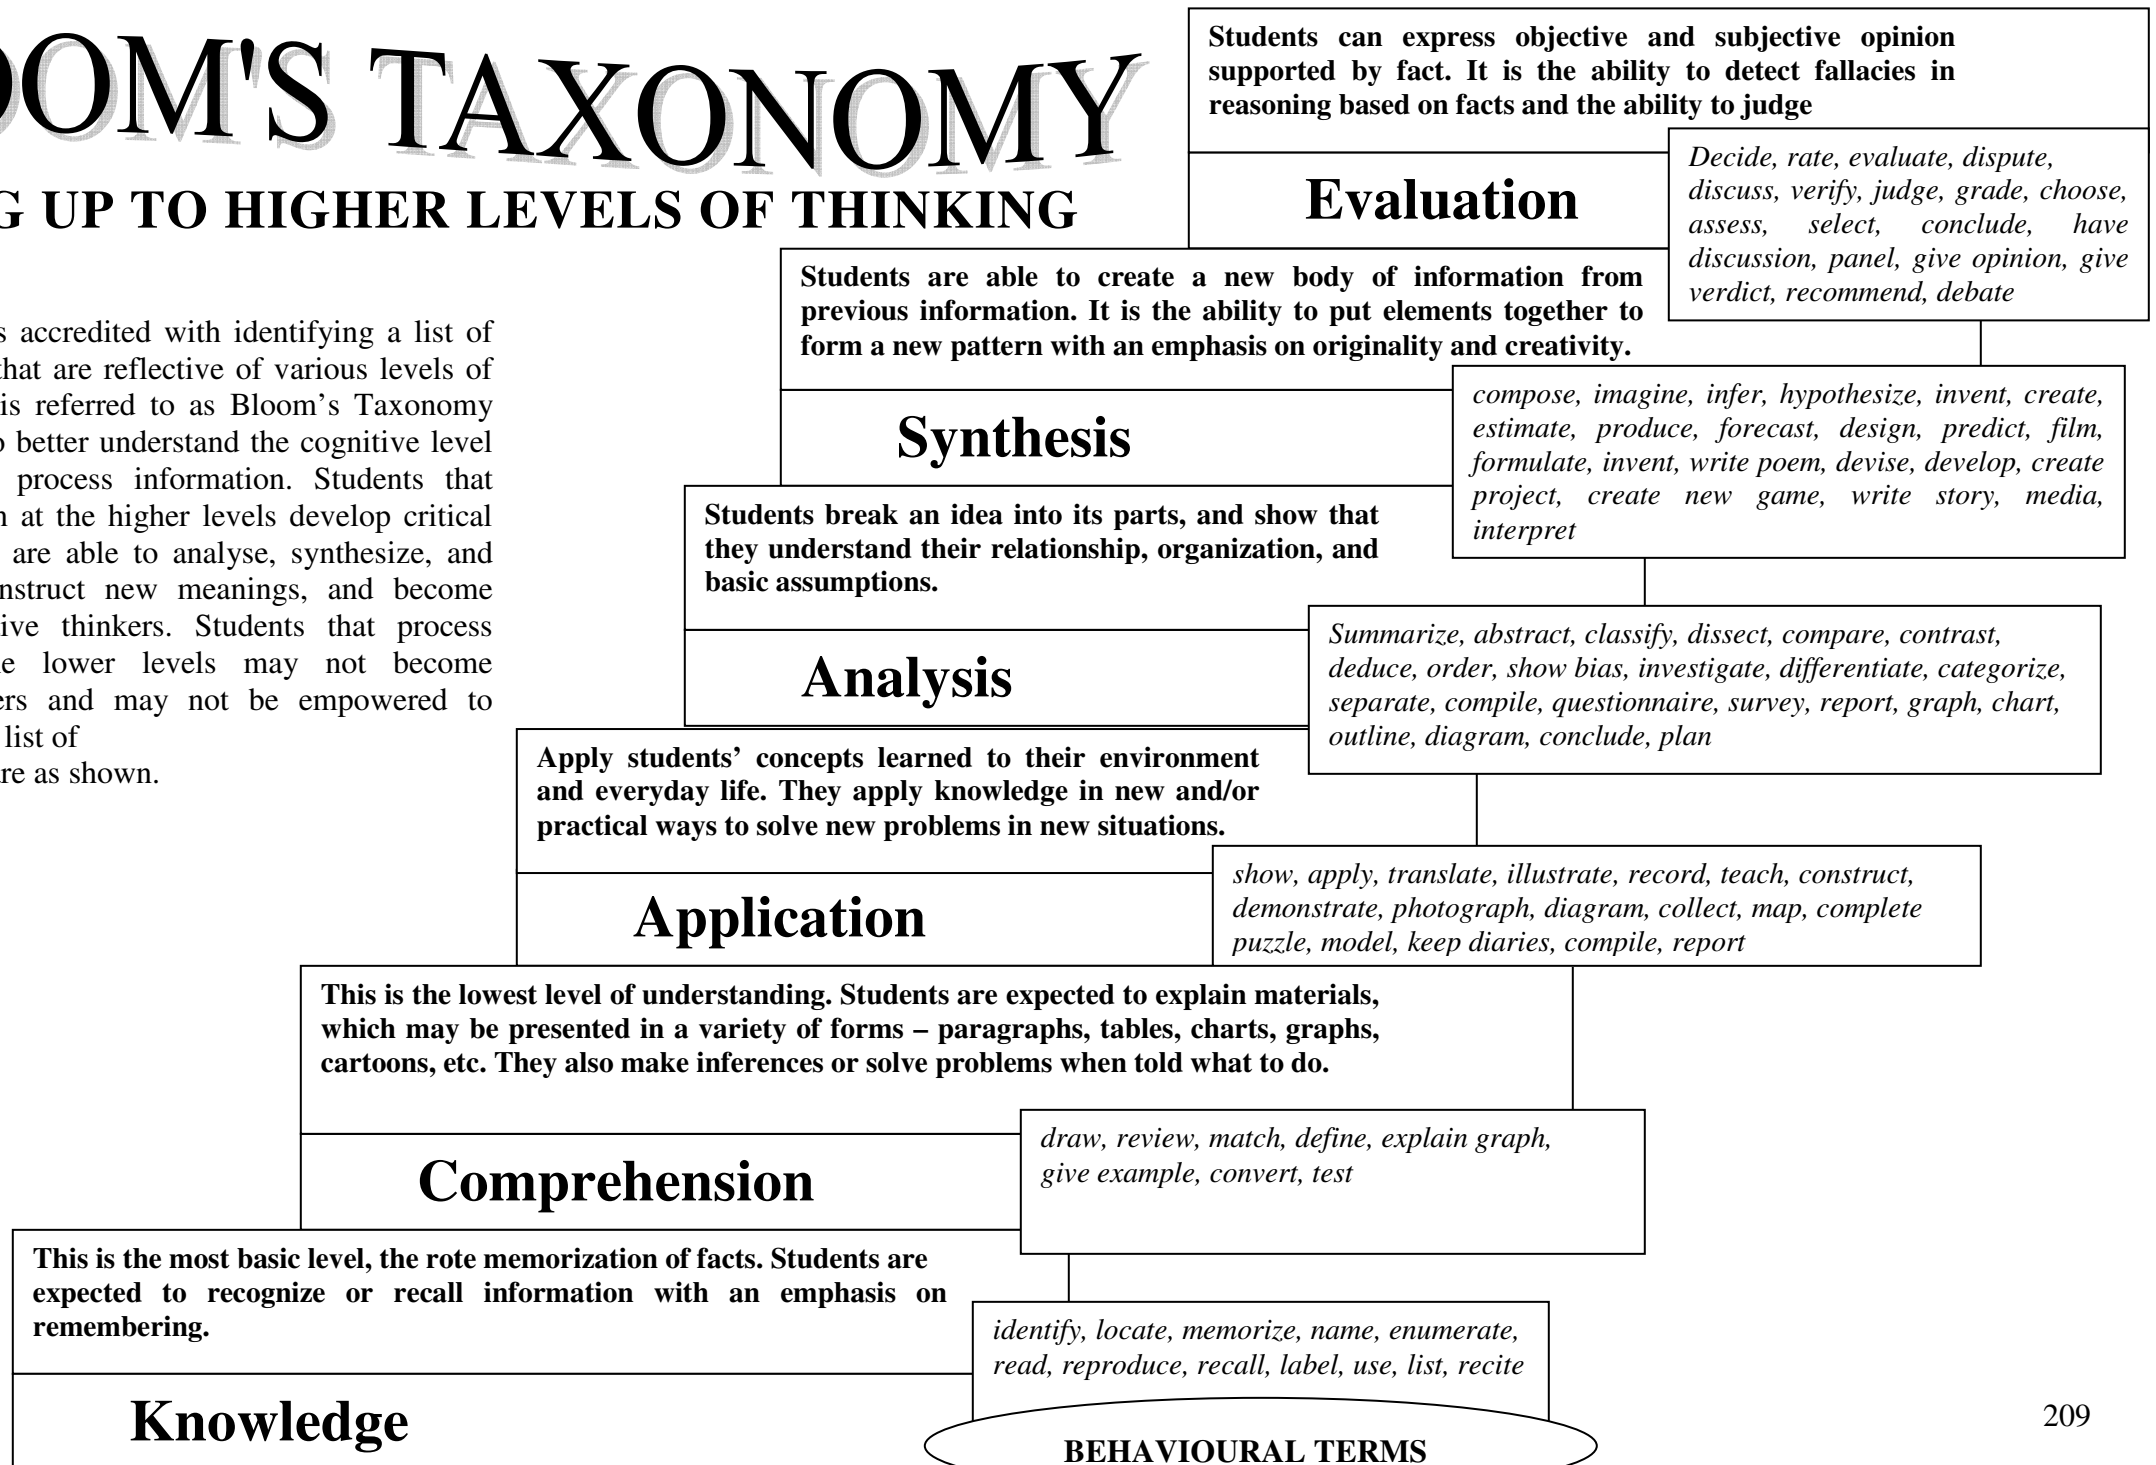 OOM'S TAXONOMY
G UP TO HIGHER LEVELS OF THINKING
s accredited with identifying a list of
that are reflective of various levels of
is referred to as Bloom’s Taxonomy
o better understand the cognitive level
process information. Students that
n at the higher levels develop critical
are able to analyse, synthesize, and
nstruct new meanings, and become
ive thinkers. Students that process
e lower levels may not become
ers and may not be empowered to
list of
re as shown.
Students can express objective and subjective opinion
supported by fact. It is the ability to detect fallacies in
reasoning based on facts and the ability to judge
Evaluation
Decide, rate, evaluate, dispute,
discuss, verify, judge, grade, choose,
assess, select, conclude, have
discussion, panel, give opinion, give
verdict, recommend, debate
Students are able to create a new body of information from
previous information. It is the ability to put elements together to
form a new pattern with an emphasis on originality and creativity.
Synthesis
compose, imagine, infer, hypothesize, invent, create,
estimate, produce, forecast, design, predict, film,
formulate, invent, write poem, devise, develop, create
project, create new game, write story, media,
interpret
Students break an idea into its parts, and show that
they understand their relationship, organization, and
basic assumptions.
Analysis
Summarize, abstract, classify, dissect, compare, contrast,
deduce, order, show bias, investigate, differentiate, categorize,
separate, compile, questionnaire, survey, report, graph, chart,
outline, diagram, conclude, plan
Apply students’ concepts learned to their environment
and everyday life. They apply knowledge in new and/or
practical ways to solve new problems in new situations.
Application
show, apply, translate, illustrate, record, teach, construct,
demonstrate, photograph, diagram, collect, map, complete
puzzle, model, keep diaries, compile, report
This is the lowest level of understanding. Students are expected to explain materials,
which may be presented in a variety of forms – paragraphs, tables, charts, graphs,
cartoons, etc. They also make inferences or solve problems when told what to do.
Comprehension
draw, review, match, define, explain graph,
give example, convert, test
This is the most basic level, the rote memorization of facts. Students are
expected to recognize or recall information with an emphasis on
remembering.
Knowledge
identify, locate, memorize, name, enumerate,
read, reproduce, recall, label, use, list, recite
BEHAVIOURAL TERMS
209